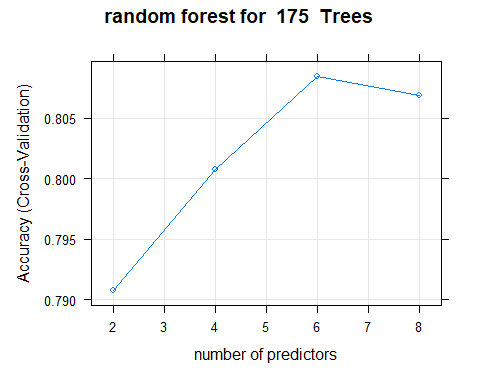 random forest for  175  Trees
Accuracy (Cross-Validation)
0.805
0.800
0.795
0.790
2 3 4 5 6 7 8
number of predictors